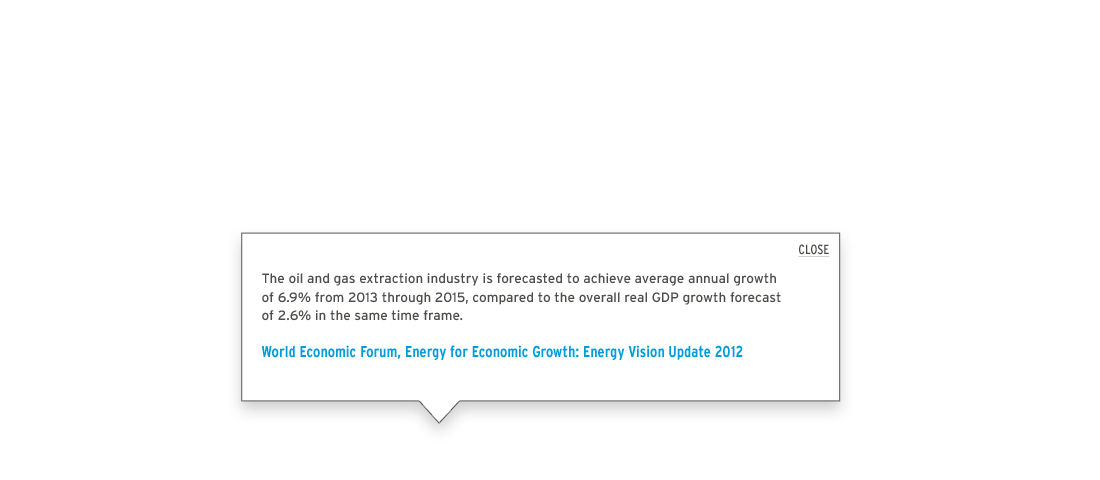 CLOSE
The oil and gas extraction industry is forecasted to achieve average annual growth
of 6.9% from 2013 through 2015, compared to the overall real GDP growth forecast
of 2.6% in the same time frame.
World Economic Forum, Energy for Economic Growth: Energy Vision Update 2012